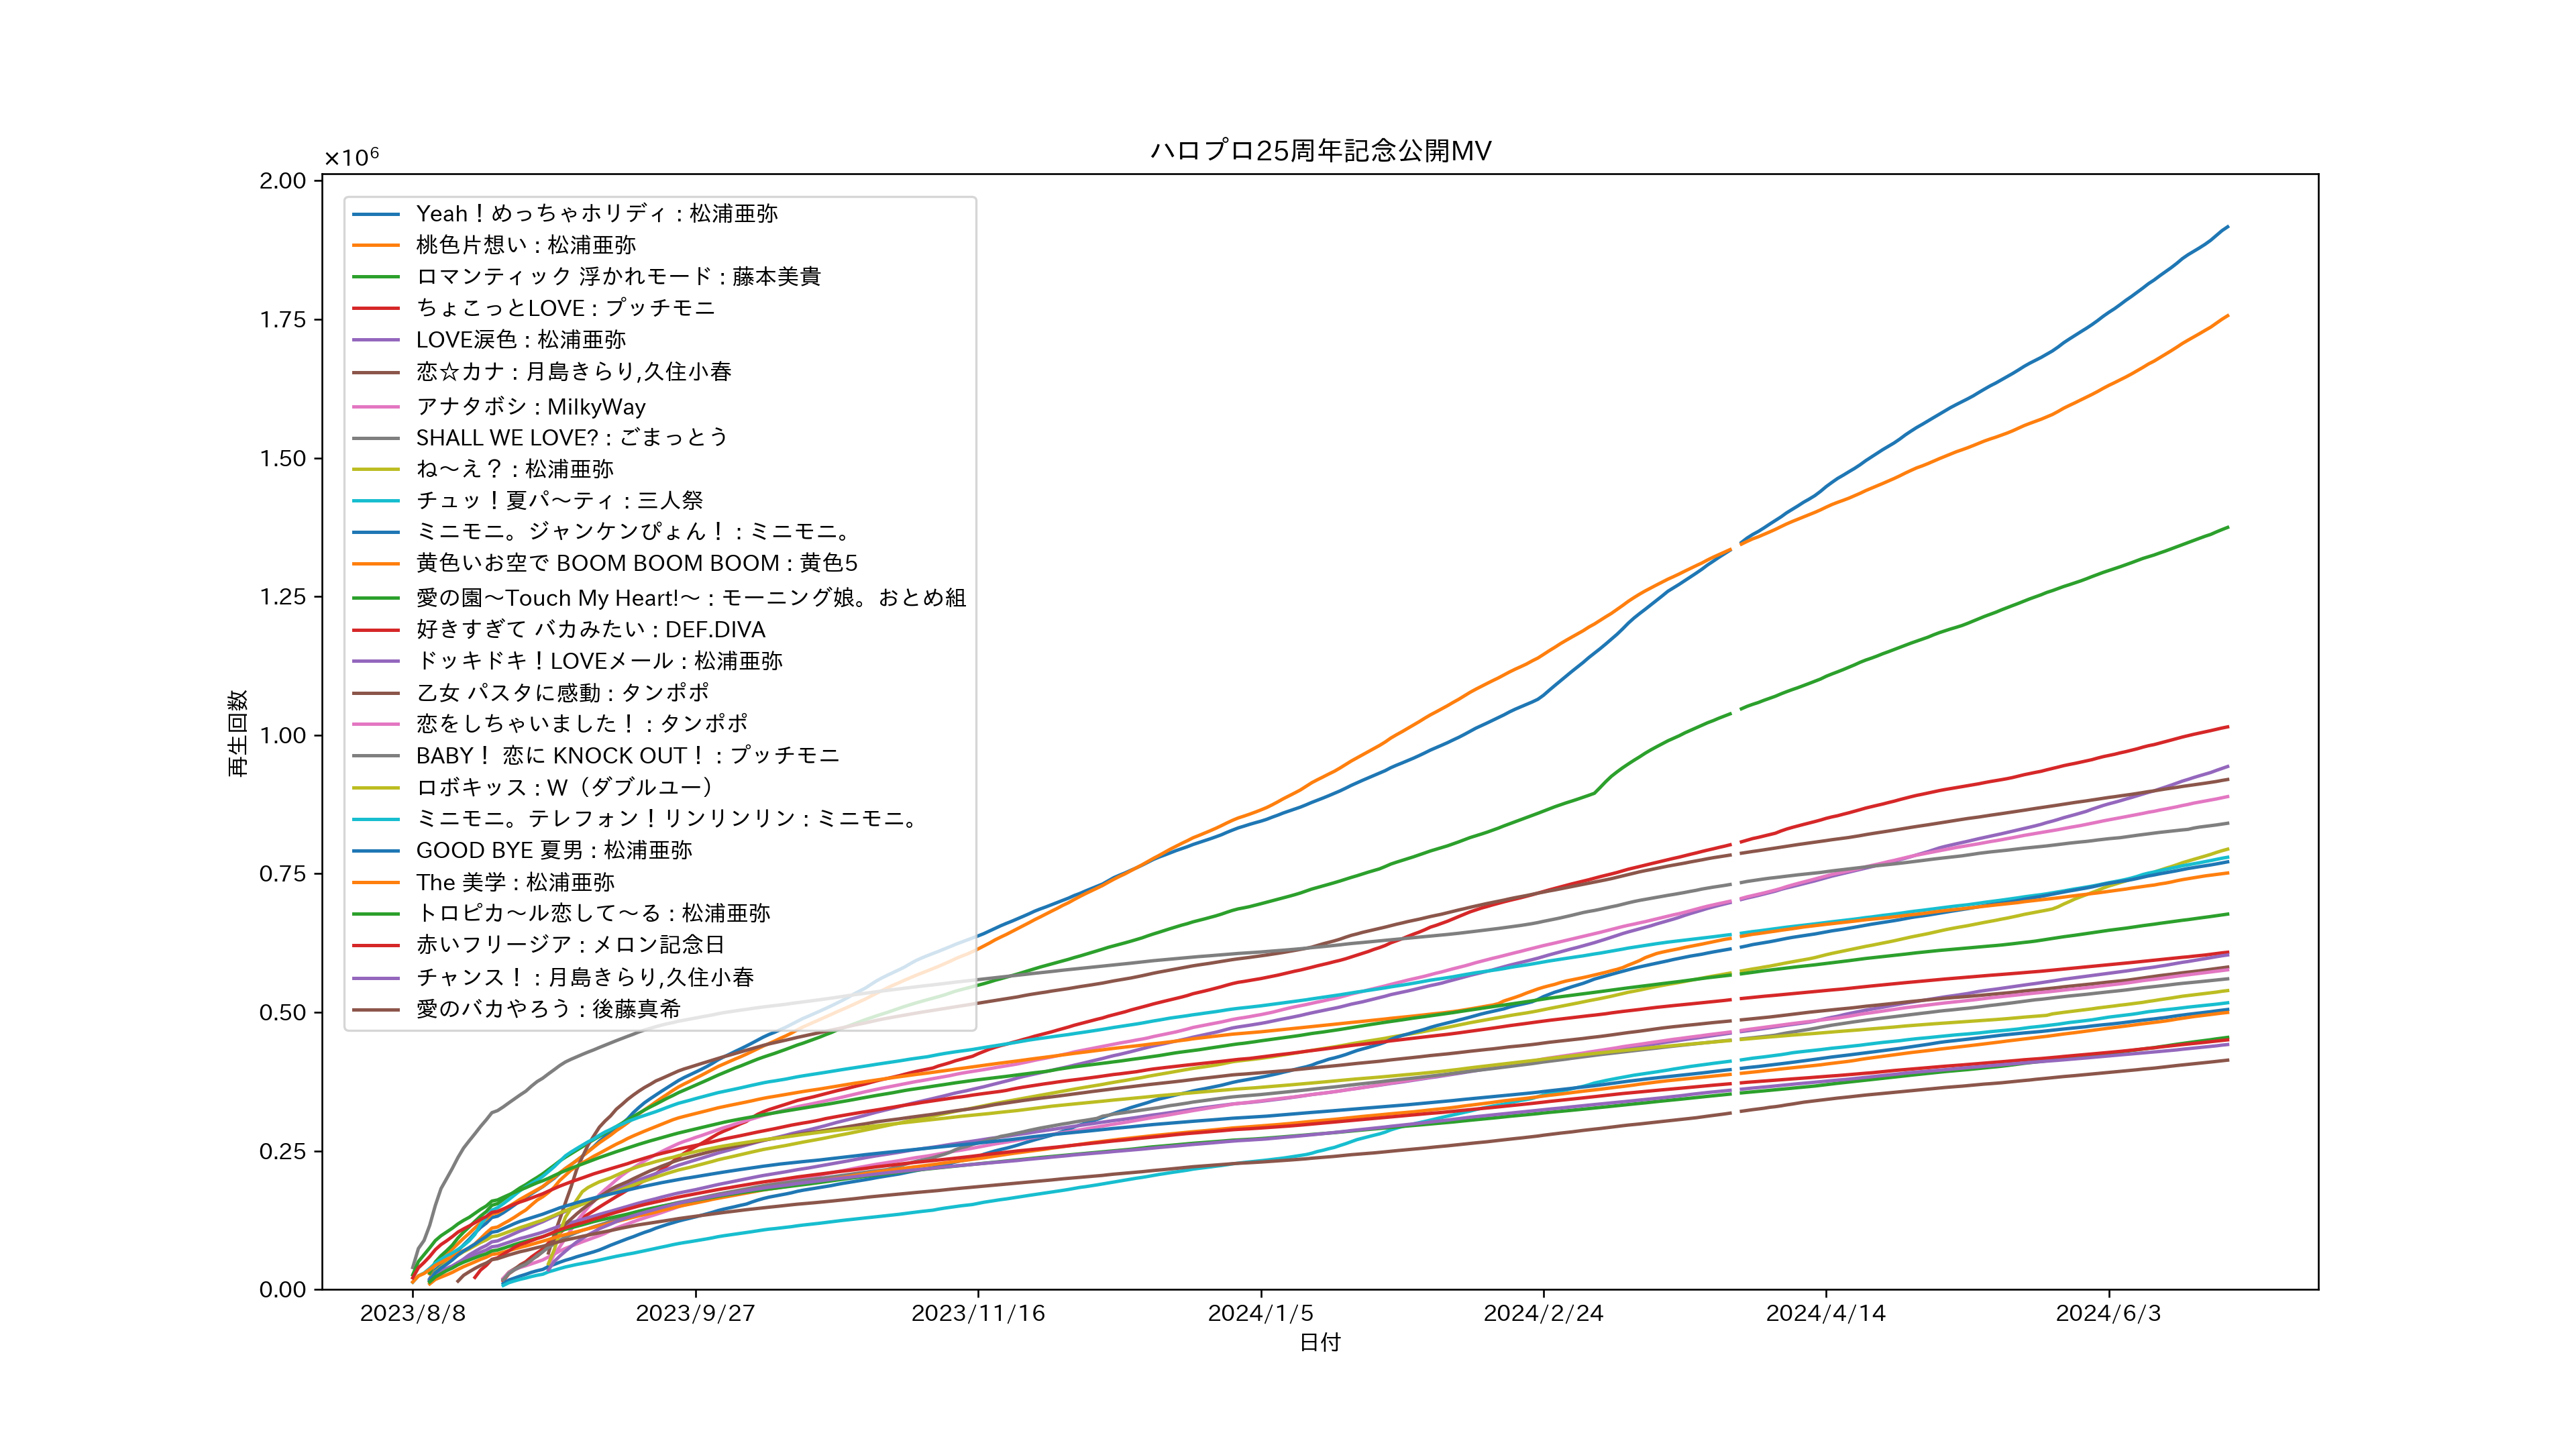 ハロプロ25周年記念公開MV
×10⁶
2.00
1.75
1.50
1.25
1.00
0.75
0.50
0.25
0.00
再生回数
Yeah！めっちゃホリディ : 松浦亜弥
桃色片想い : 松浦亜弥
ロマンティック 浮かれモード : 藤本美貴
ちょこっとLOVE : プッチモニ
LOVE涙色 : 松浦亜弥
恋☆カナ : 月島きらり,久住小春
アナタボシ : MilkyWay
SHALL WE LOVE? : ごまっとう
ね～え？ : 松浦亜弥
チュッ！夏パ～ティ : 三人祭
ミニモニ。ジャンケンぴょん！ : ミニモニ。
黄色いお空で BOOM BOOM BOOM : 黄色5
愛の園～Touch My Heart!～ : モーニング娘。おとめ組
好きすぎて バカみたい : DEF.DIVA
ドッキドキ！LOVEメール : 松浦亜弥
乙女 パスタに感動 : タンポポ
恋をしちゃいました！ : タンポポ
BABY！ 恋に KNOCK OUT！ : プッチモニ
ロボキッス : W（ダブルユー）
ミニモニ。テレフォン！リンリンリン : ミニモニ。
GOOD BYE 夏男 : 松浦亜弥
The 美学 : 松浦亜弥
トロピカ～ル恋して～る : 松浦亜弥
赤いフリージア : メロン記念日
チャンス！ : 月島きらり,久住小春
愛のバカやろう : 後藤真希
2023/8/8 2023/9/27 2023/11/16 2024/1/5 2024/2/24 2024/4/14 2024/6/3
日付